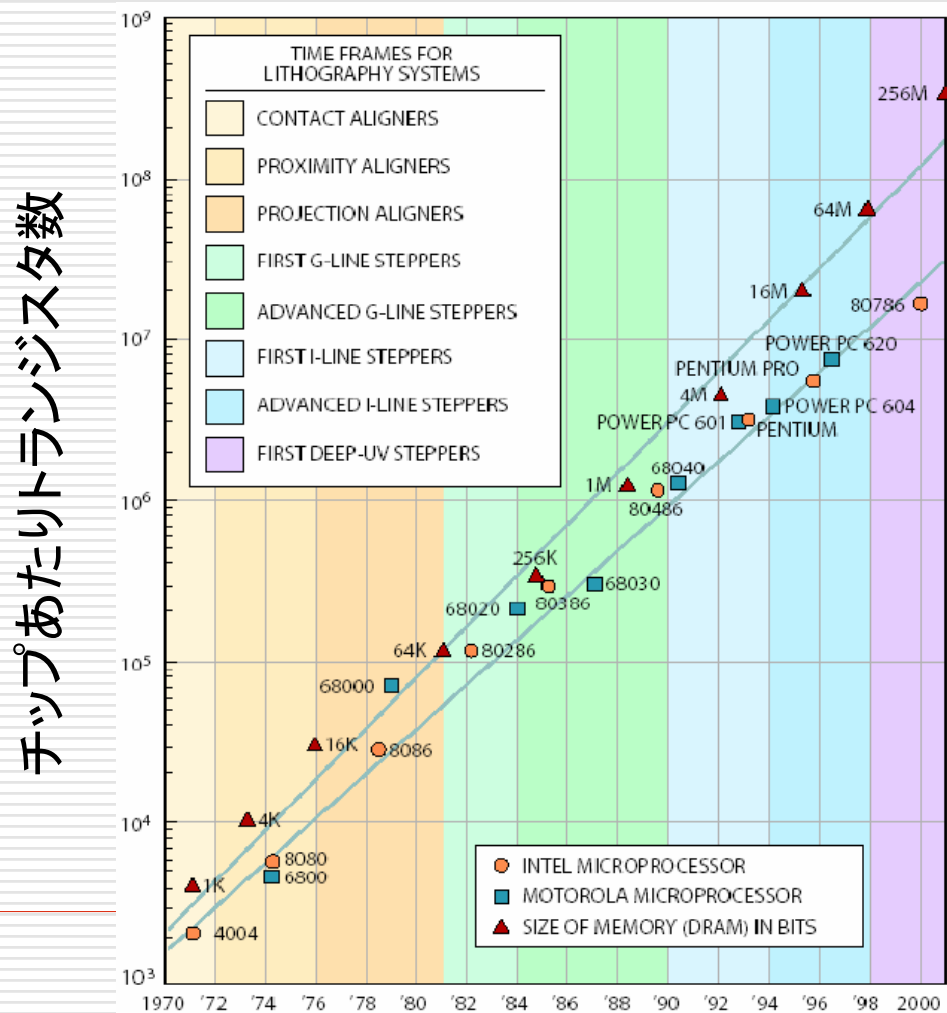 チップあたりトランジスタ数
10⁹
10⁸
10⁷
10⁶
10⁵
10⁴
10³
TIME FRAMES FOR
LITHOGRAPHY SYSTEMS
CONTACT ALIGNERS
PROXIMITY ALIGNERS
PROJECTION ALIGNERS
FIRST G-LINE STEPPERS
ADVANCED G-LINE STEPPERS
FIRST I-LINE STEPPERS
ADVANCED I-LINE STEPPERS
FIRST DEEP-UV STEPPERS
256M
64M
16M
80786
POWER PC 620
PENTIUM PRO
4M
POWER PC 604
POWER PC 601
PENTIUM
68040
1M
80486
256K
68030
80386
68020
64K
80286
68000
16K
8086
4K
8080
6800
1K
4004
INTEL MICROPROCESSOR
MOTOROLA MICROPROCESSOR
SIZE OF MEMORY (DRAM) IN BITS
1970 '72 '74 '76 '78 '80 '82 '84 '86 '88 '90 '92 '94 '96 '98 2000